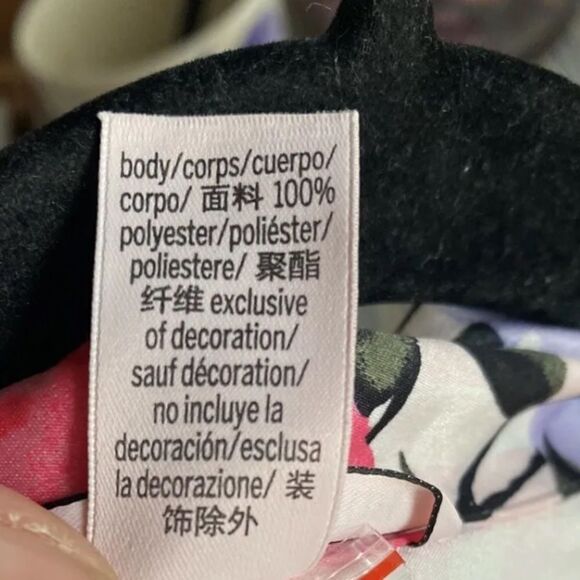 body/corps/cuerpo/
corpo/ 面料 100%
polyester/poliéster/
poliestere/ 聚酯
纤维 exclusive
of decoration/
sauf décoration/
no incluye la
decoración/esclusa
la decorazione/ 装
饰除外